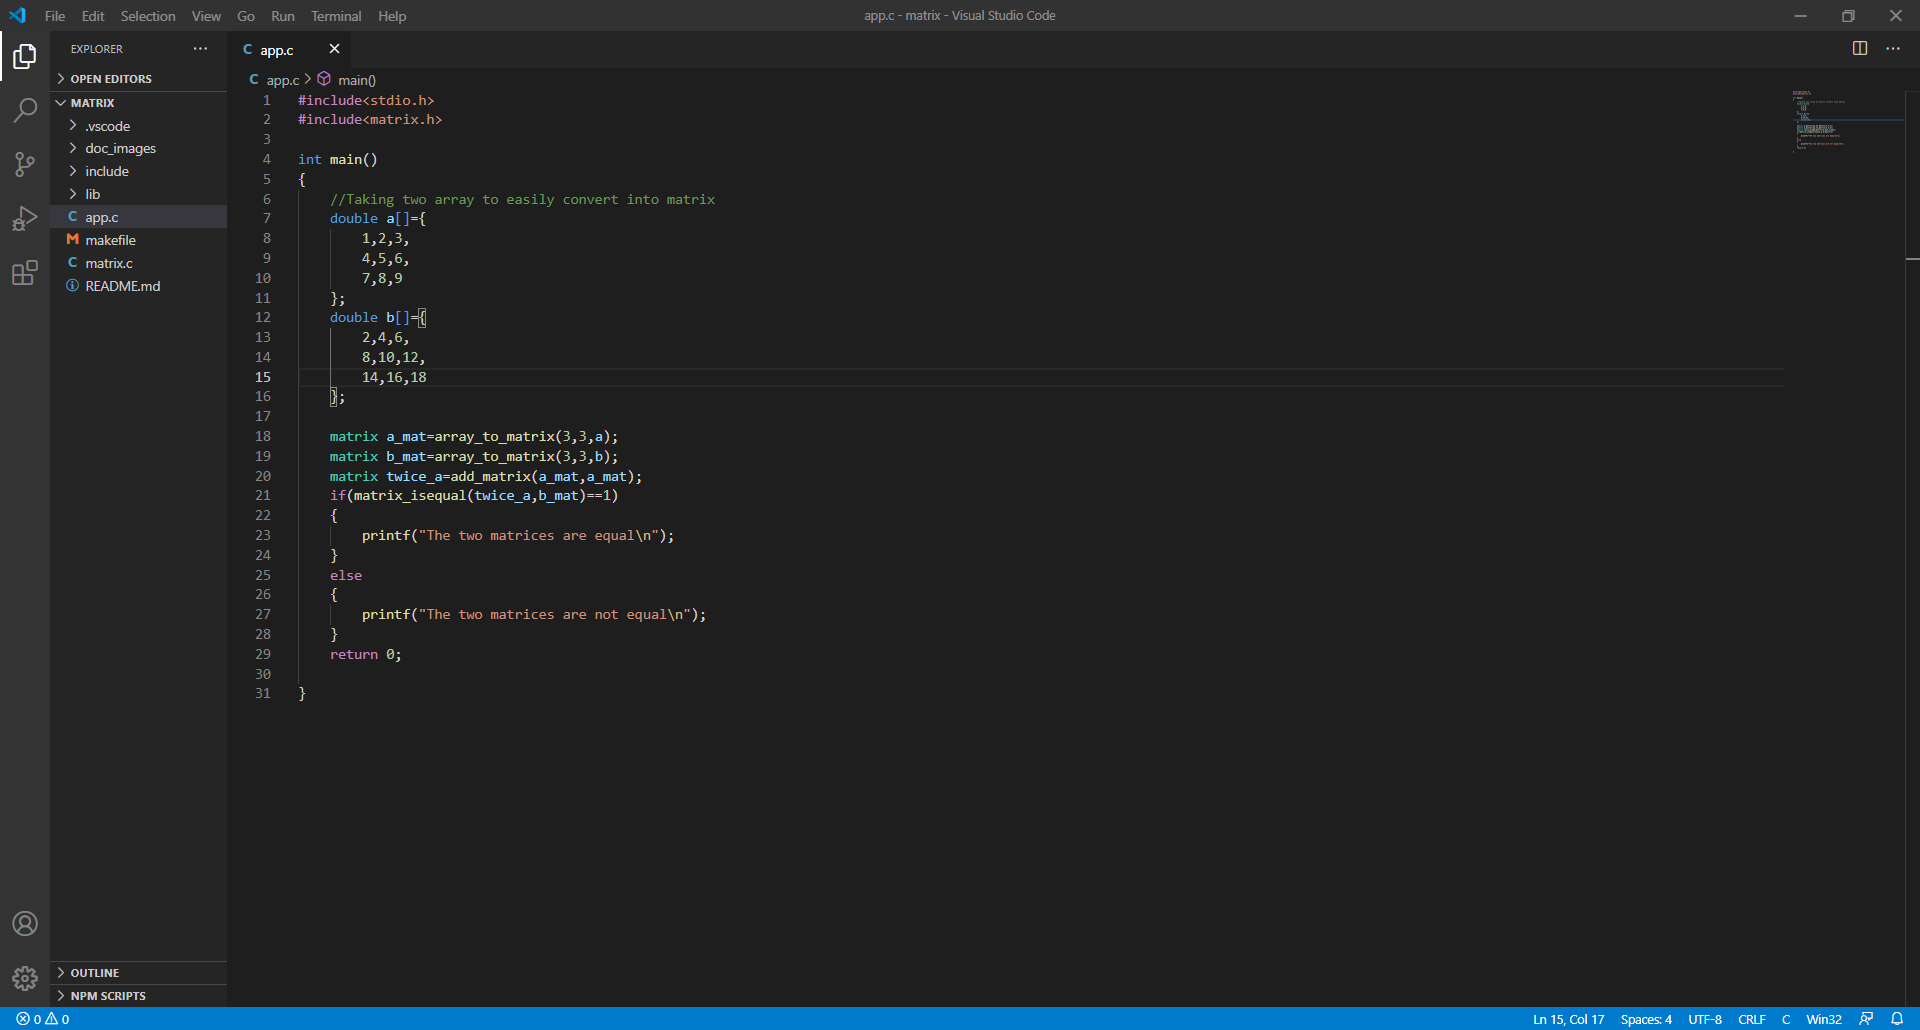 File Edit Selection View Go Run Terminal Help
app.c - matrix - Visual Studio Code
EXPLORER
OPEN EDITORS
MATRIX
.vscode
doc_images
include
lib
C app.c
M makefile
C matrix.c
README.md
OUTLINE
NPM SCRIPTS
C app.c
C app.c > main()
1 #include<stdio.h>
2 #include<matrix.h>
3
4 int main()
5 {
6     //Taking two array to easily convert into matrix
7     double a[]={
8         1,2,3,
9         4,5,6,
10         7,8,9
11     };
12     double b[]={
13         2,4,6,
14         8,10,12,
15         14,16,18
16     };
17
18     matrix a_mat=array_to_matrix(3,3,a);
19     matrix b_mat=array_to_matrix(3,3,b);
20     matrix twice_a=add_matrix(a_mat,a_mat);
21     if(matrix_isequal(twice_a,b_mat)==1)
22     {
23         printf("The two matrices are equal\n");
24     }
25     else
26     {
27         printf("The two matrices are not equal\n");
28     }
29     return 0;
30
31 }
0 0
Ln 15, Col 17 Spaces: 4 UTF-8 CRLF C Win32